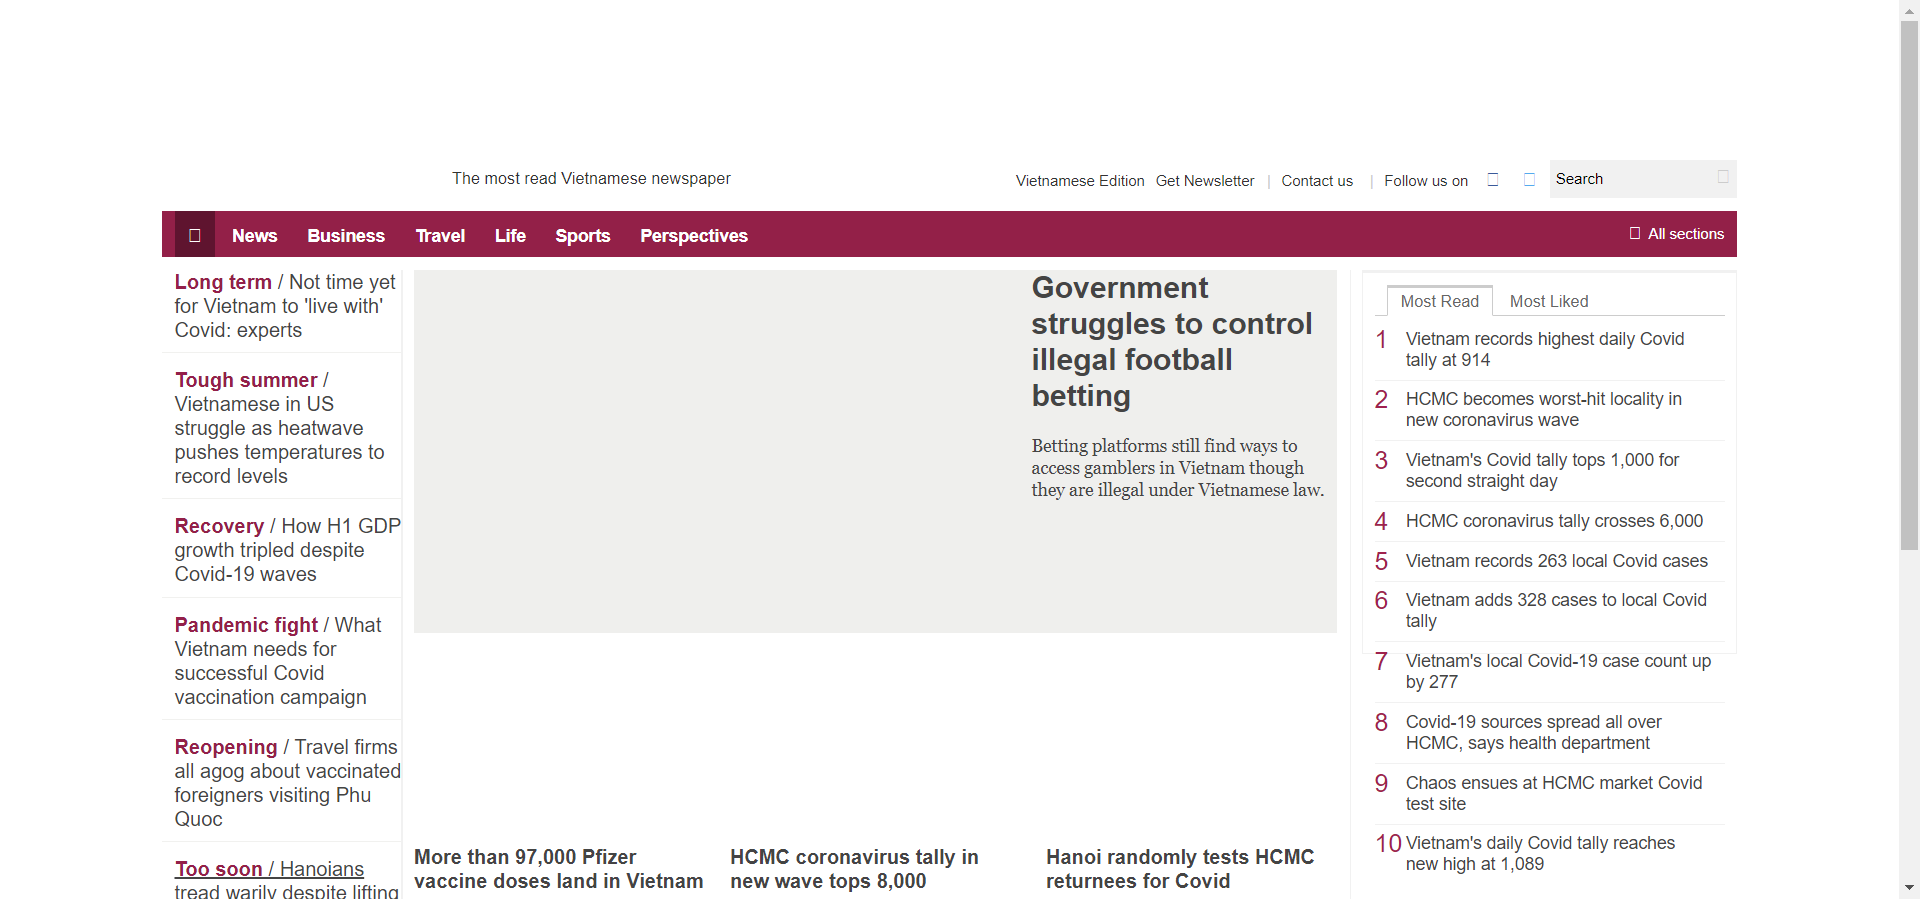 The most read Vietnamese newspaper
Vietnamese Edition Get Newsletter | Contact us | Follow us on
Search
News Business Travel Life Sports Perspectives
All sections
Long term / Not time yet
for Vietnam to 'live with'
Covid: experts
Tough summer /
Vietnamese in US
struggle as heatwave
pushes temperatures to
record levels
Recovery / How H1 GDP
growth tripled despite
Covid-19 waves
Pandemic fight / What
Vietnam needs for
successful Covid
vaccination campaign
Reopening / Travel firms
all agog about vaccinated
foreigners visiting Phu
Quoc
Too soon / Hanoians
tread warily despite lifting
Government
struggles to control
illegal football
betting
Betting platforms still find ways to
access gamblers in Vietnam though
they are illegal under Vietnamese law.
More than 97,000 Pfizer
vaccine doses land in Vietnam
HCMC coronavirus tally in
new wave tops 8,000
Hanoi randomly tests HCMC
returnees for Covid
Most Read Most Liked
1 Vietnam records highest daily Covid
tally at 914
2 HCMC becomes worst-hit locality in
new coronavirus wave
3 Vietnam's Covid tally tops 1,000 for
second straight day
4 HCMC coronavirus tally crosses 6,000
5 Vietnam records 263 local Covid cases
6 Vietnam adds 328 cases to local Covid
tally
7 Vietnam's local Covid-19 case count up
by 277
8 Covid-19 sources spread all over
HCMC, says health department
9 Chaos ensues at HCMC market Covid
test site
10 Vietnam's daily Covid tally reaches
new high at 1,089